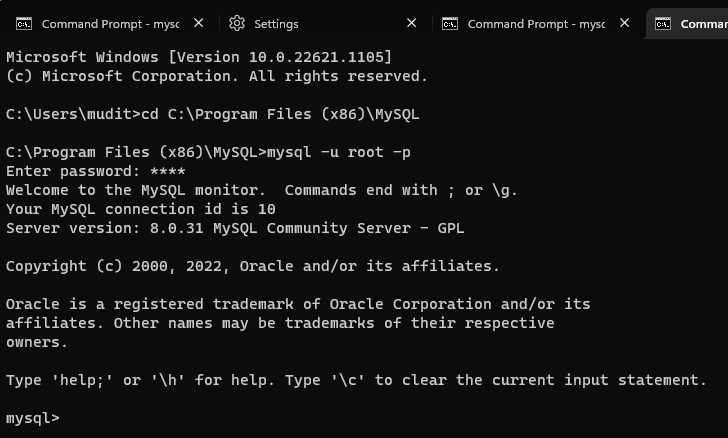 Command Prompt - mysc
Settings
Command Prompt - mysc
Comma
Microsoft Windows [Version 10.0.22621.1105]
(c) Microsoft Corporation. All rights reserved.
C:\Users\mudit>cd C:\Program Files (x86)\MySQL
C:\Program Files (x86)\MySQL>mysql -u root -p
Enter password: ****
Welcome to the MySQL monitor.  Commands end with ; or \g.
Your MySQL connection id is 10
Server version: 8.0.31 MySQL Community Server - GPL
Copyright (c) 2000, 2022, Oracle and/or its affiliates.
Oracle is a registered trademark of Oracle Corporation and/or its
affiliates. Other names may be trademarks of their respective
owners.
Type 'help;' or '\h' for help. Type '\c' to clear the current input statement.
mysql>